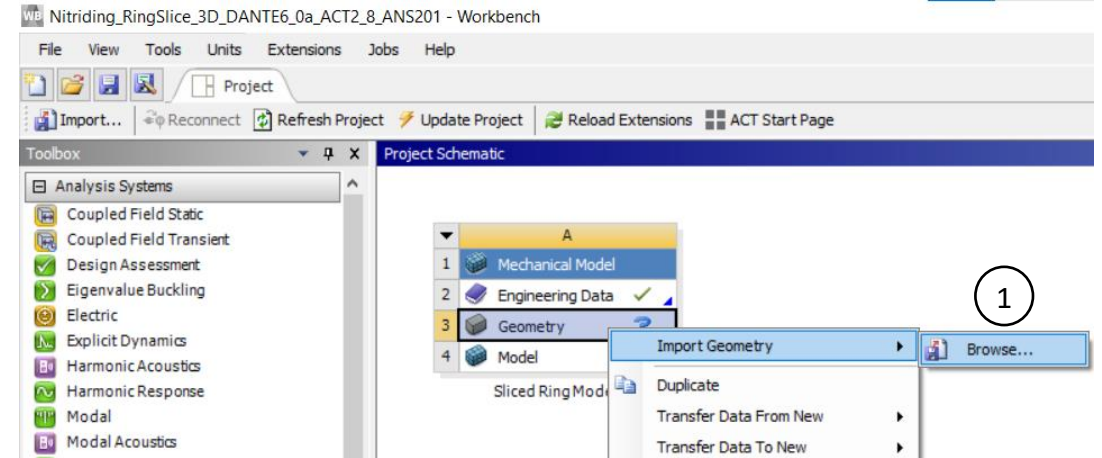 WB Nitriding_RingSlice_3D_DANTE6_0a_ACT2_8_ANS201 - Workbench
File View Tools Units Extensions Jobs Help
Project
Import... Reconnect Refresh Project Update Project Reload Extensions ACT Start Page
Toolbox
Project Schematic
Analysis Systems
Coupled Field Static
Coupled Field Transient
Design Assessment
Eigenvalue Buckling
Electric
Explicit Dynamics
Harmonic Acoustics
Harmonic Response
Modal
Modal Acoustics
A
1 Mechanical Model
2 Engineering Data
3 Geometry
4 Model
Sliced Ring Mode
1
Import Geometry
Browse...
Duplicate
Transfer Data From New
Transfer Data To New